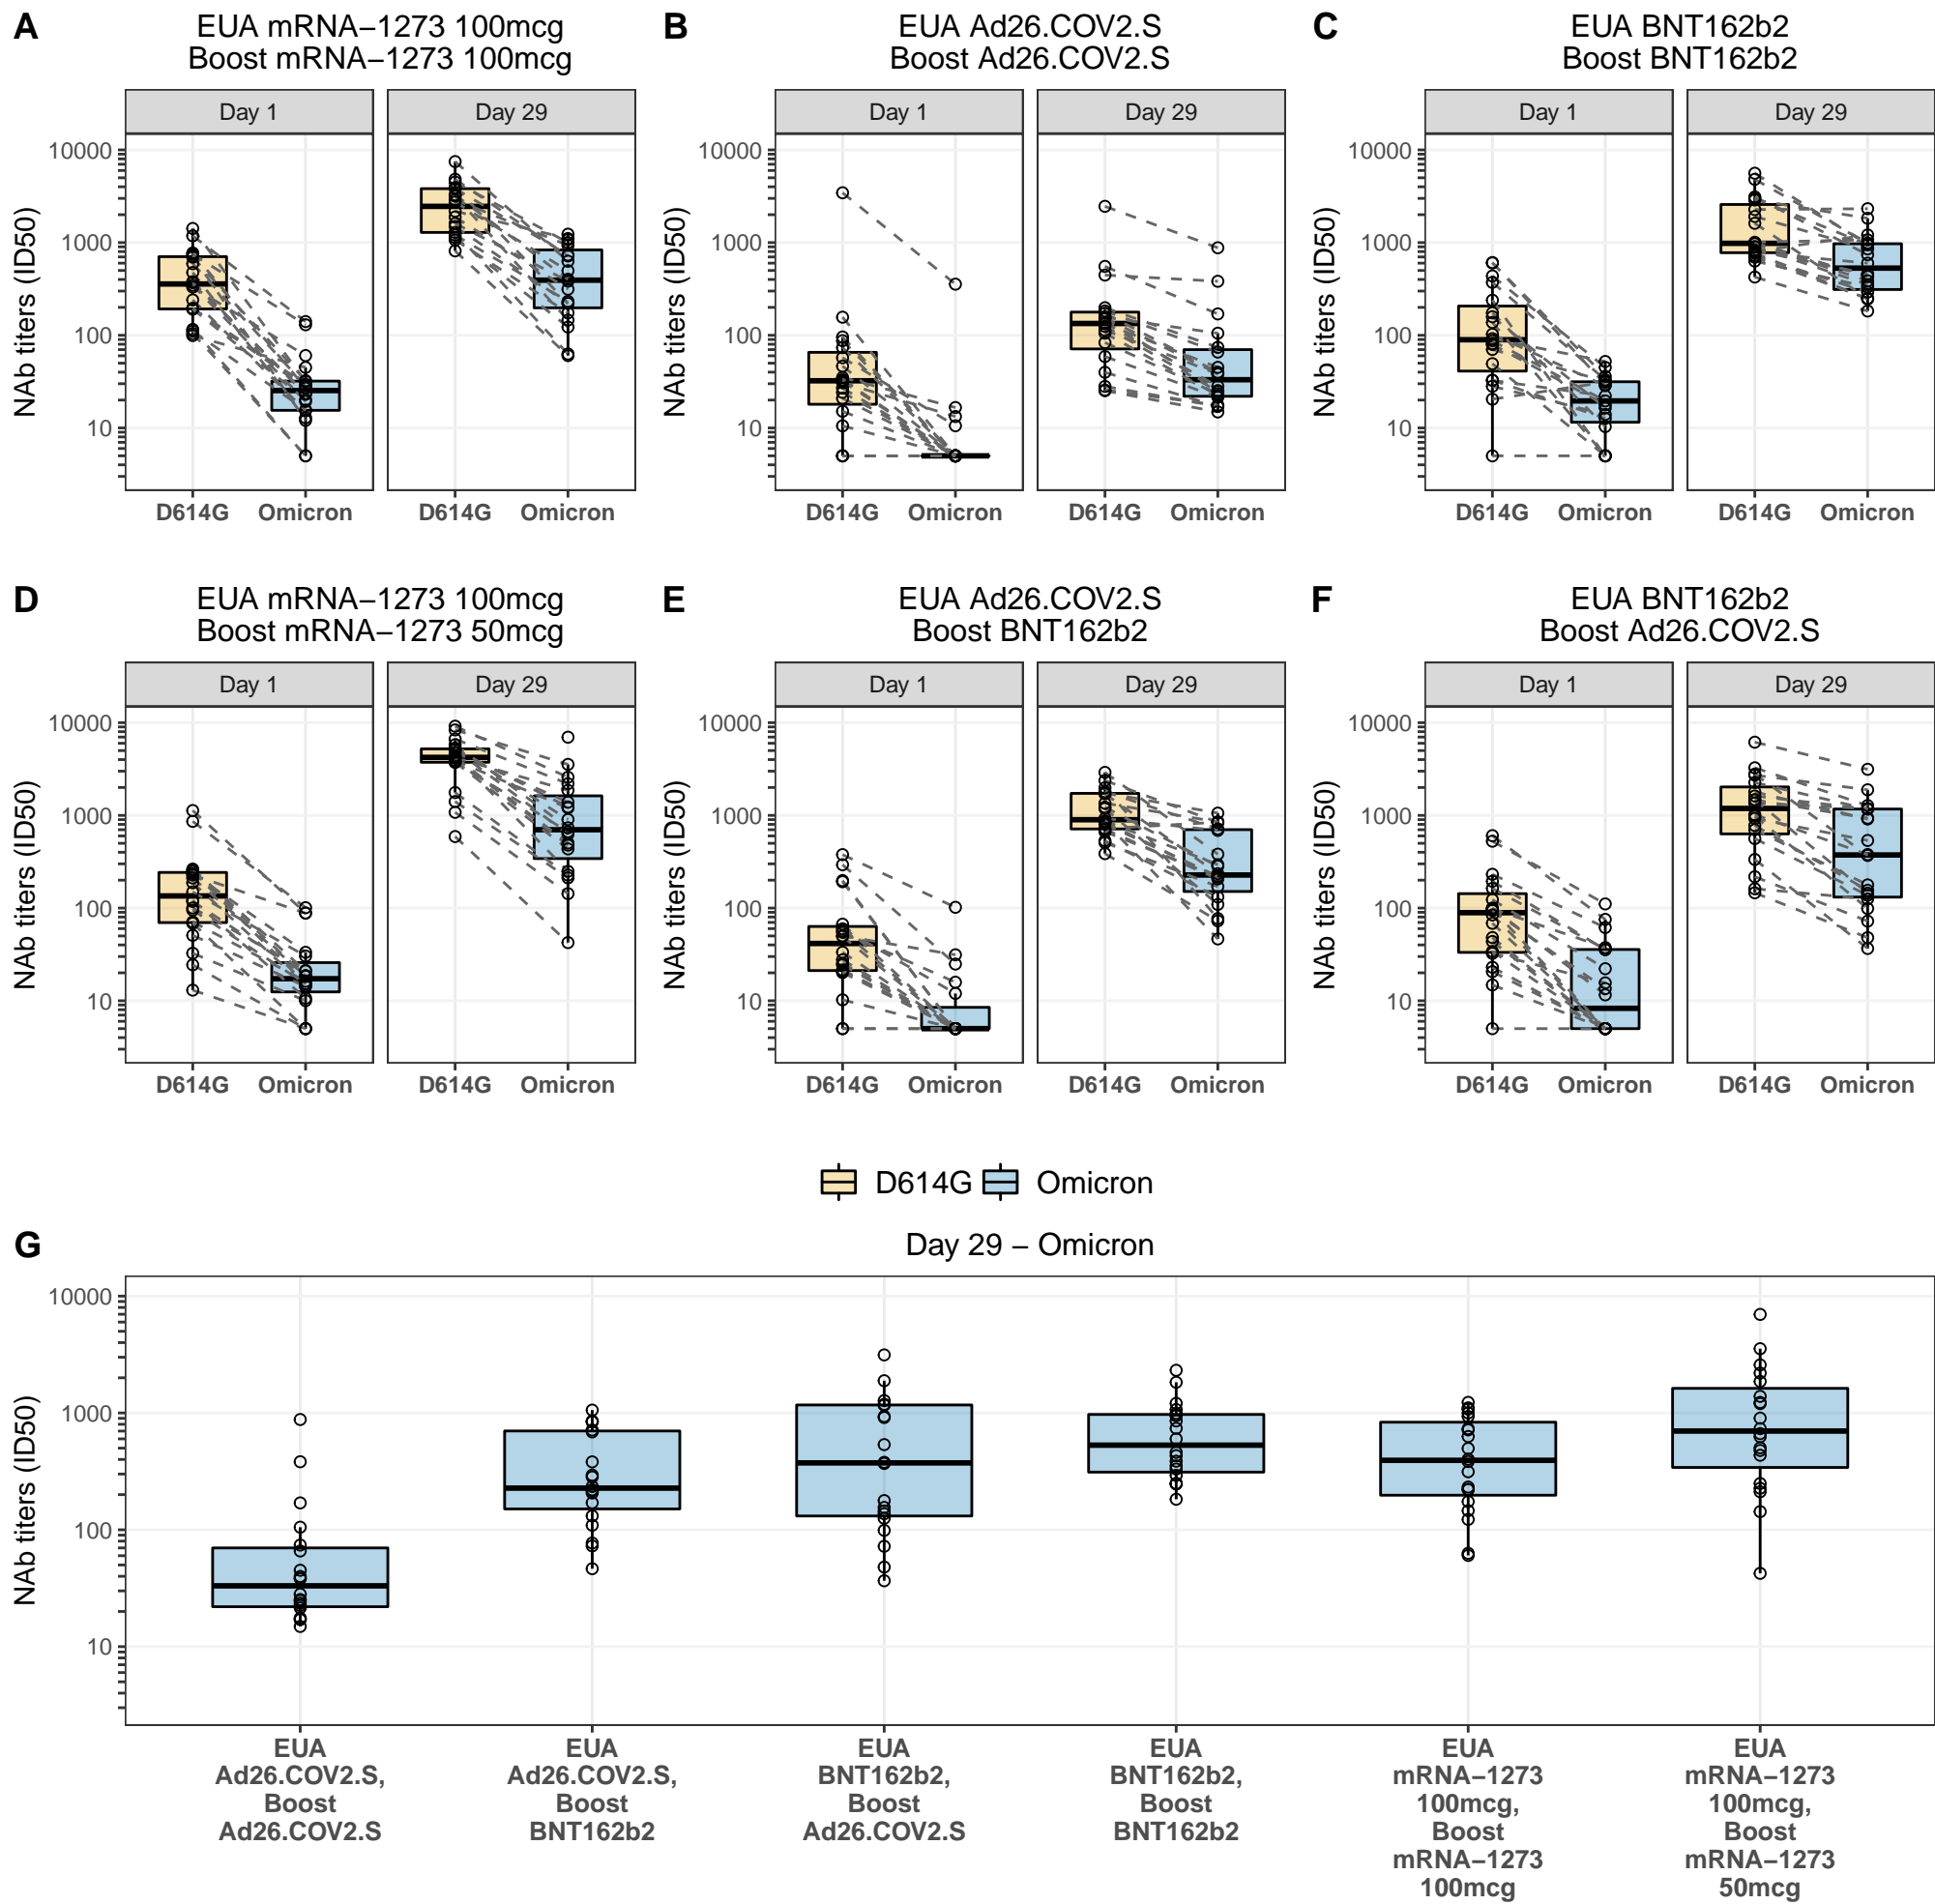 A
EUA mRNA−1273 100mcg
Boost mRNA−1273 100mcg
Day 1
Day 29
NAb titers (ID50)
10000
1000
100
10
D614G
Omicron
D614G
Omicron
B
EUA Ad26.COV2.S
Boost Ad26.COV2.S
Day 1
Day 29
NAb titers (ID50)
10000
1000
100
10
D614G
Omicron
D614G
Omicron
C
EUA BNT162b2
Boost BNT162b2
Day 1
Day 29
NAb titers (ID50)
10000
1000
100
10
D614G
Omicron
D614G
Omicron
D
EUA mRNA−1273 100mcg
Boost mRNA−1273 50mcg
Day 1
Day 29
NAb titers (ID50)
10000
1000
100
10
D614G
Omicron
D614G
Omicron
E
EUA Ad26.COV2.S
Boost BNT162b2
Day 1
Day 29
NAb titers (ID50)
10000
1000
100
10
D614G
Omicron
D614G
Omicron
F
EUA BNT162b2
Boost Ad26.COV2.S
Day 1
Day 29
NAb titers (ID50)
10000
1000
100
10
D614G
Omicron
D614G
Omicron
D614G
Omicron
G
Day 29 − Omicron
NAb titers (ID50)
10000
1000
100
10
EUA
Ad26.COV2.S,
Boost
Ad26.COV2.S
EUA
Ad26.COV2.S,
Boost
BNT162b2
EUA
BNT162b2,
Boost
Ad26.COV2.S
EUA
BNT162b2,
Boost
BNT162b2
EUA
mRNA−1273
100mcg,
Boost
mRNA−1273
100mcg
EUA
mRNA−1273
100mcg,
Boost
mRNA−1273
50mcg